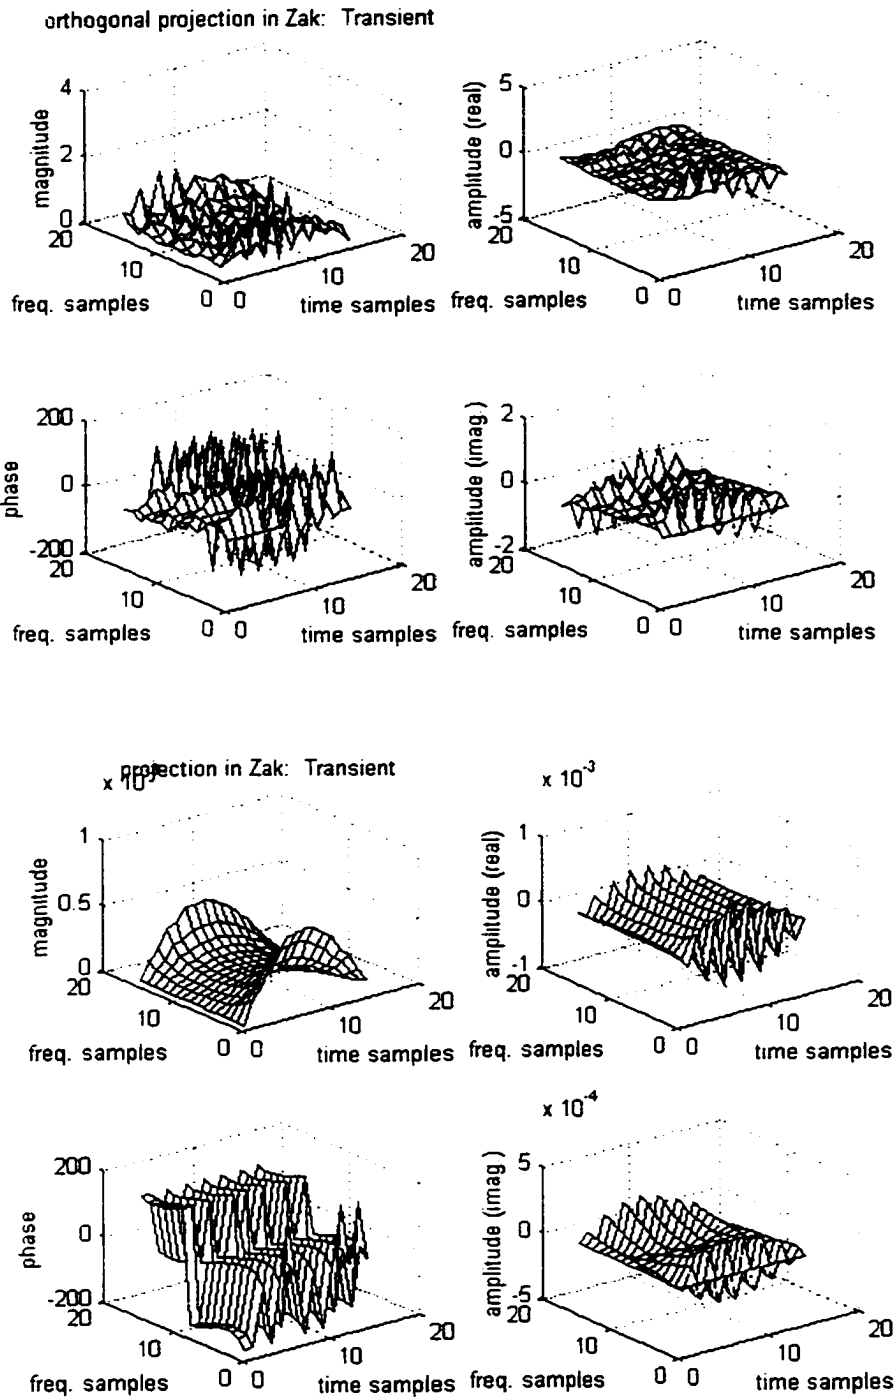 orthogonal projection in Zak: Transient
4
2
0
magnitude
20
10
0
freq. samples
0
10
20
time samples
5
0
-5
amplitude (real)
20
10
0
freq. samples
0
10
20
time samples
200
0
-200
phase
20
10
0
freq. samples
0
10
20
time samples
2
0
-2
amplitude (imag.)
20
10
0
freq. samples
0
10
20
time samples
projection in Zak: Transient
1
0.5
0
magnitude
20
10
0
freq. samples
0
10
20
time samples
x 10-3
1
0
-1
amplitude (real)
20
10
0
freq. samples
0
10
20
time samples
200
0
-200
phase
20
10
0
freq. samples
0
10
20
time samples
x 10-4
5
0
-5
amplitude (imag.)
20
10
0
freq. samples
0
10
20
time samples